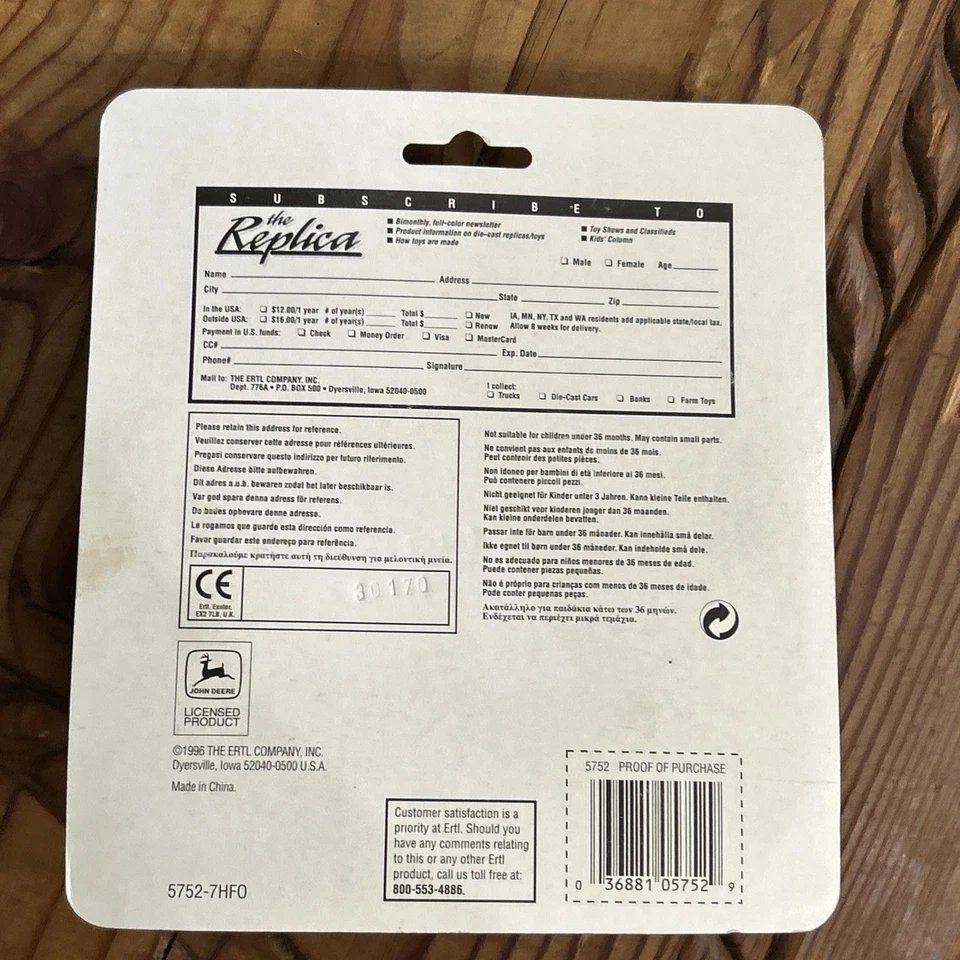 SUBSCRIBE TO
the Replica
■ Bimonthly, full-color newsletter
■ Product information on die-cast replicas/toys
■ How toys are made
■ Toy Shows and Classifieds
■ Kids' Column
❏ Male ❏ Female Age
Name Address
City State Zip
In the USA: ❏ $12.00/1 year # of year(s) Total $ ❏ New IA, MN, NY, TX and WA residents add applicable state/local tax.
Outside USA: ❏ $16.00/1 year # of year(s) Total $ ❏ Renew Allow 8 weeks for delivery.
Payment in U.S. funds: ❏ Check ❏ Money Order ❏ Visa ❏ MasterCard
CC# Exp. Date
Phone# Signature
Mail to: THE ERTL COMPANY, INC.
Dept. 776A • P.O. BOX 500 • Dyersville, Iowa 52040-0500
I collect:
❏ Trucks ❏ Die-Cast Cars ❏ Banks ❏ Farm Toys
Please retain this address for reference.
Veuillez conserver cette adresse pour références ultérieures.
Pregasi conservare questo indirizzo per futuro riferimento.
Diese Adresse bitte aufbewahren.
Dit adres a.u.b. bewaren zodat het later beschikbaar is.
Var god spara denna adress för referens.
Do boules ophevare denne adresse.
Le rogamos que guarde esta dirección como referencia.
Favor guardar este endereço para referência.
Παρακαλούμε κρατήστε αυτή τη διεύθυνση για μελοντική μνεία.
CE
Ertl, Exeter,
EX2 7LB, U.K.
30170
Not suitable for children under 36 months. May contain small parts.
Ne convient pas aux enfants de moins de 36 mois.
Peut contenir des petites pièces.
Non idoneo per bambini di età inferiore ai 36 mesi.
Può contenere piccoli pezzi.
Nicht geeignet für Kinder unter 3 Jahren. Kann kleine Teile enthalten.
Niet geschikt voor kinderen jonger dan 36 maanden.
Kan kleine onderdelen bevatten.
Passar inte för barn under 36 månader. Kan innehålla små delar.
Ikke egnet til børn under 36 måneder. Kan indeholde små dele.
No es adecuado para niños menores de 36 meses de edad.
Puede contener piezas pequeñas.
Não é próprio para crianças com menos de 36 meses de idade.
Pode conter pequenas peças.
Ακατάλληλο για παιδάκια κάτω των 36 μηνών.
Ενδέχεται να περιέχει μικρά τεμάχια.
JOHN DEERE
LICENSED
PRODUCT
©1996 THE ERTL COMPANY, INC.
Dyersville, Iowa 52040-0500 U.S.A.
Made in China.
Customer satisfaction is a
priority at Ertl. Should you
have any comments relating
to this or any other Ertl
product, call us toll free at:
800-553-4886.
5752 PROOF OF PURCHASE
0 36881 05752 9
5752-7HFO